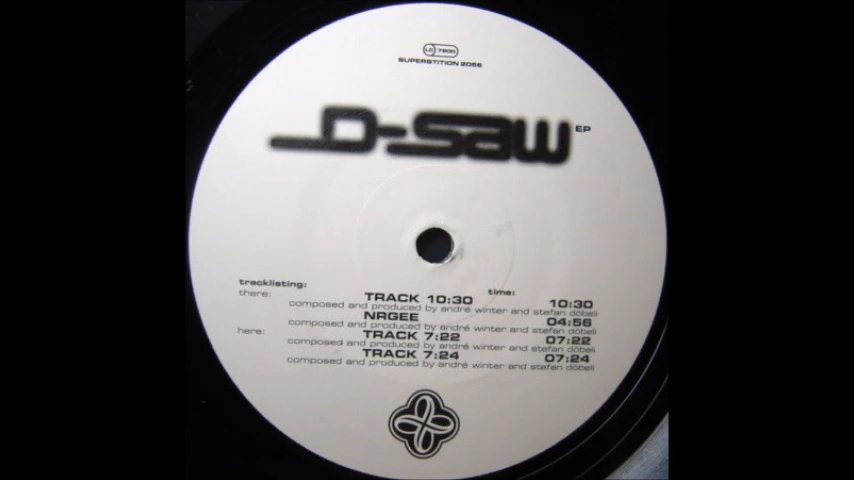 LC 7800
SUPERSTITION 2056
D-SAW EP
tracklisting: time:
there: TRACK 10:30 10:30
composed and produced by andré winter and stefan döbeli
NRGEE 04:56
composed and produced by andré winter and stefan döbeli
here: TRACK 7:22 07:22
composed and produced by andré winter and stefan döbeli
TRACK 7:24 07:24
composed and produced by andré winter and stefan döbeli